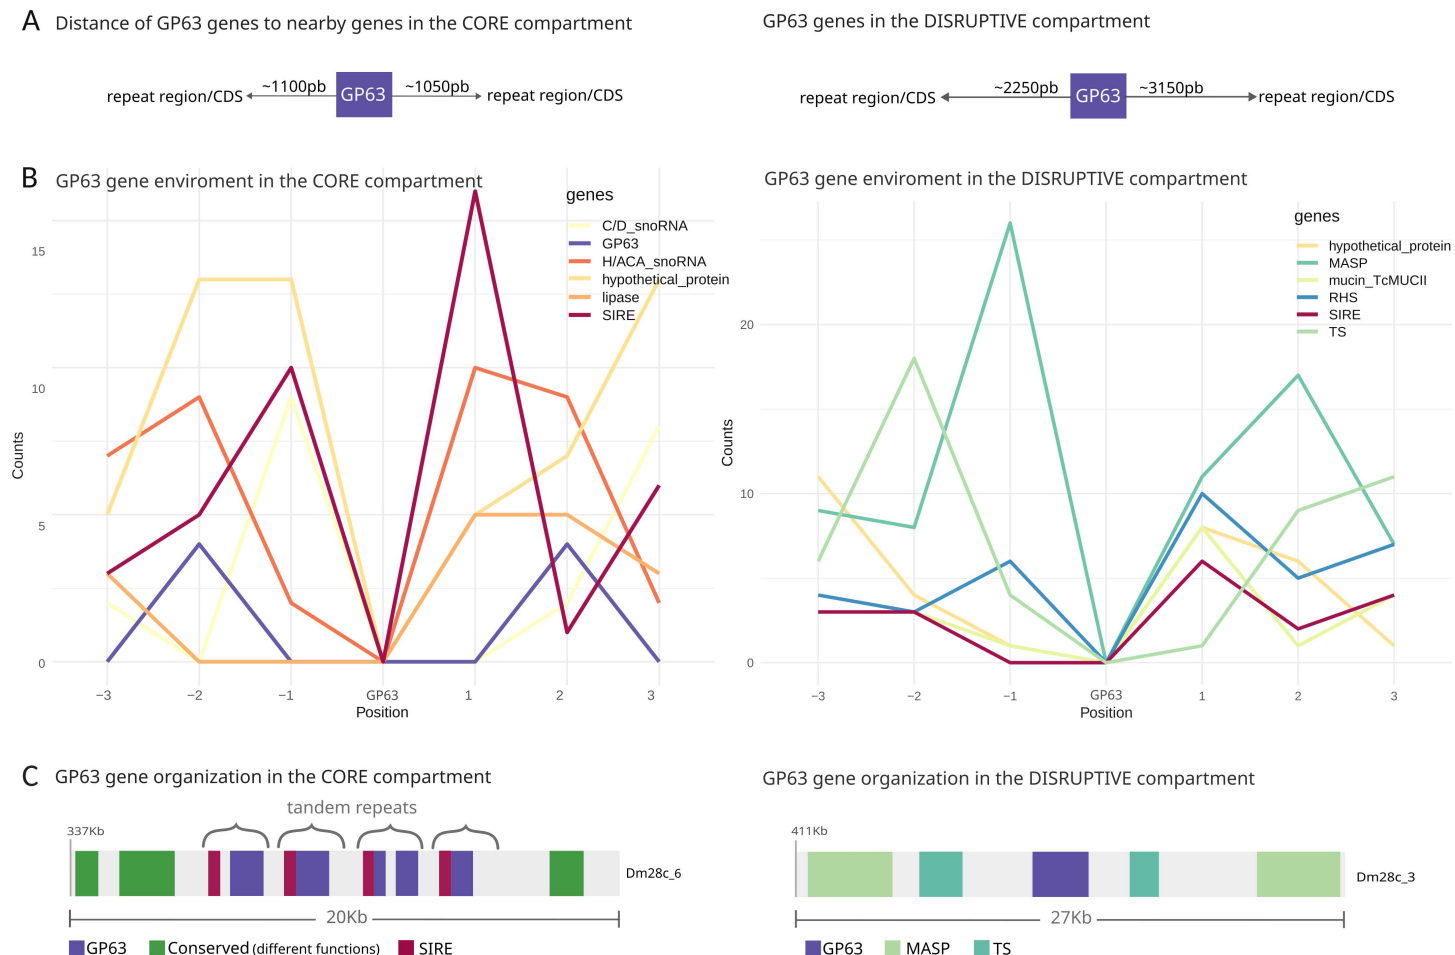 A Distance of GP63 genes to nearby genes in the CORE compartment
repeat region/CDS ~1100pb GP63 ~1050pb repeat region/CDS
GP63 genes in the DISRUPTIVE compartment
repeat region/CDS ~2250pb GP63 ~3150pb repeat region/CDS
B GP63 gene enviroment in the CORE compartment
genes
C/D_snoRNA
GP63
H/ACA_snoRNA
hypothetical_protein
lipase
SIRE
15
10
5
0
Counts
−3 −2 −1 GP63 1 2 3
Position
GP63 gene enviroment in the DISRUPTIVE compartment
genes
hypothetical_protein
MASP
mucin_TcMUCII
RHS
SIRE
TS
20
10
0
Counts
−3 −2 −1 GP63 1 2 3
Position
C GP63 gene organization in the CORE compartment
tandem repeats
337Kb
Dm28c_6
20Kb
GP63 Conserved (different functions) SIRE
GP63 gene organization in the DISRUPTIVE compartment
411Kb
Dm28c_3
27Kb
GP63 MASP TS